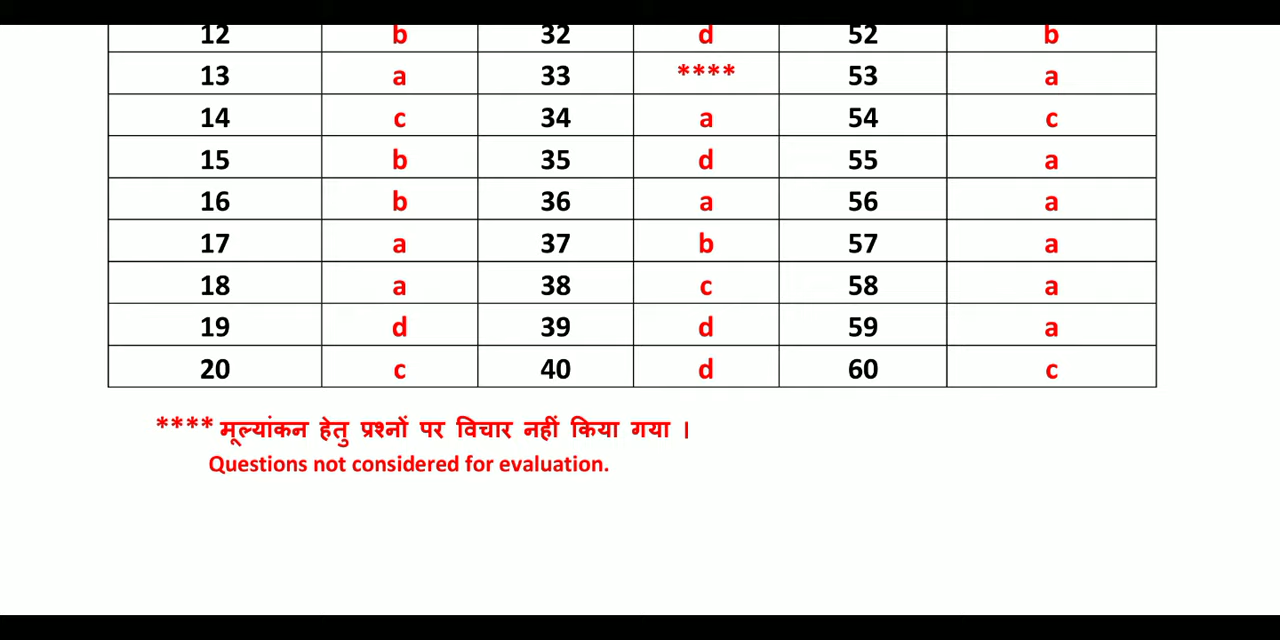 12 b 32 d 52 b
13 a 33 **** 53 a
14 c 34 a 54 c
15 b 35 d 55 a
16 b 36 a 56 a
17 a 37 b 57 a
18 a 38 c 58 a
19 d 39 d 59 a
20 c 40 d 60 c
**** मूल्यांकन हेतु प्रश्नों पर विचार नहीं किया गया ।
Questions not considered for evaluation.